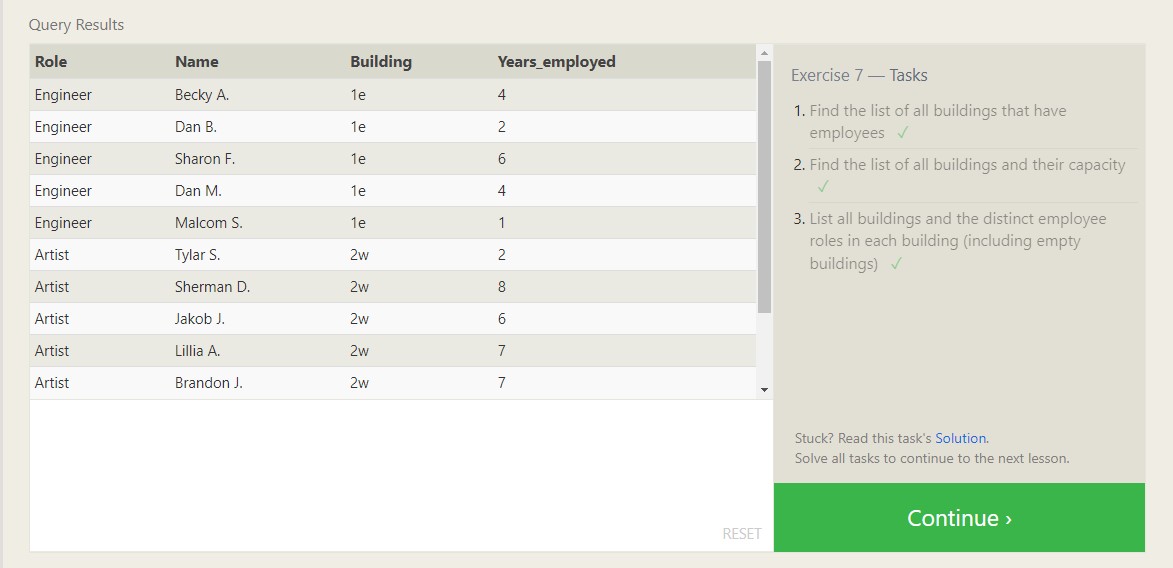 Query Results
Role Name Building Years_employed
Engineer Becky A. 1e 4
Engineer Dan B. 1e 2
Engineer Sharon F. 1e 6
Engineer Dan M. 1e 4
Engineer Malcom S. 1e 1
Artist Tylar S. 2w 2
Artist Sherman D. 2w 8
Artist Jakob J. 2w 6
Artist Lillia A. 2w 7
Artist Brandon J. 2w 7
RESET
Exercise 7 — Tasks
1. Find the list of all buildings that have
employees ✓
2. Find the list of all buildings and their capacity
✓
3. List all buildings and the distinct employee
roles in each building (including empty
buildings) ✓
Stuck? Read this task's Solution.
Solve all tasks to continue to the next lesson.
Continue ›